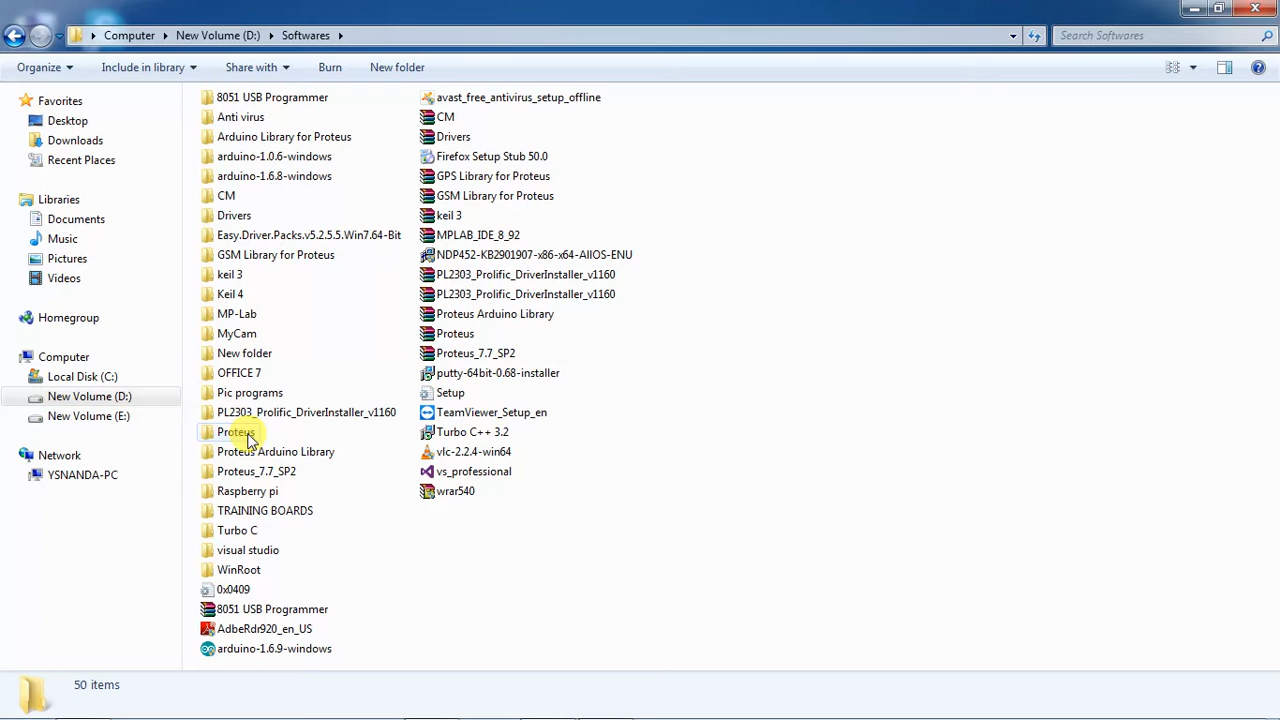 Computer
New Volume (D:)
Softwares
Search Softwares
Organize
Include in library
Share with
Burn
New folder
Favorites
Desktop
Downloads
Recent Places
Libraries
Documents
Music
Pictures
Videos
Homegroup
Computer
Local Disk (C:)
New Volume (D:)
New Volume (E:)
Network
YSNANDA-PC
8051 USB Programmer
Anti virus
Arduino Library for Proteus
arduino-1.0.6-windows
arduino-1.6.8-windows
CM
Drivers
Easy.Driver.Packs.v5.2.5.5.Win7.64-Bit
GSM Library for Proteus
keil 3
Keil 4
MP-Lab
MyCam
New folder
OFFICE 7
Pic programs
PL2303_Prolific_DriverInstaller_v1160
Proteus
Proteus Arduino Library
Proteus_7.7_SP2
Raspberry pi
TRAINING BOARDS
Turbo C
visual studio
WinRoot
0x0409
8051 USB Programmer
AdbeRdr920_en_US
arduino-1.6.9-windows
avast_free_antivirus_setup_offline
CM
Drivers
Firefox Setup Stub 50.0
GPS Library for Proteus
GSM Library for Proteus
keil 3
MPLAB_IDE_8_92
NDP452-KB2901907-x86-x64-AllOS-ENU
PL2303_Prolific_DriverInstaller_v1160
PL2303_Prolific_DriverInstaller_v1160
Proteus Arduino Library
Proteus
Proteus_7.7_SP2
putty-64bit-0.68-installer
Setup
TeamViewer_Setup_en
Turbo C++ 3.2
vlc-2.2.4-win64
vs_professional
wrar540
50 items